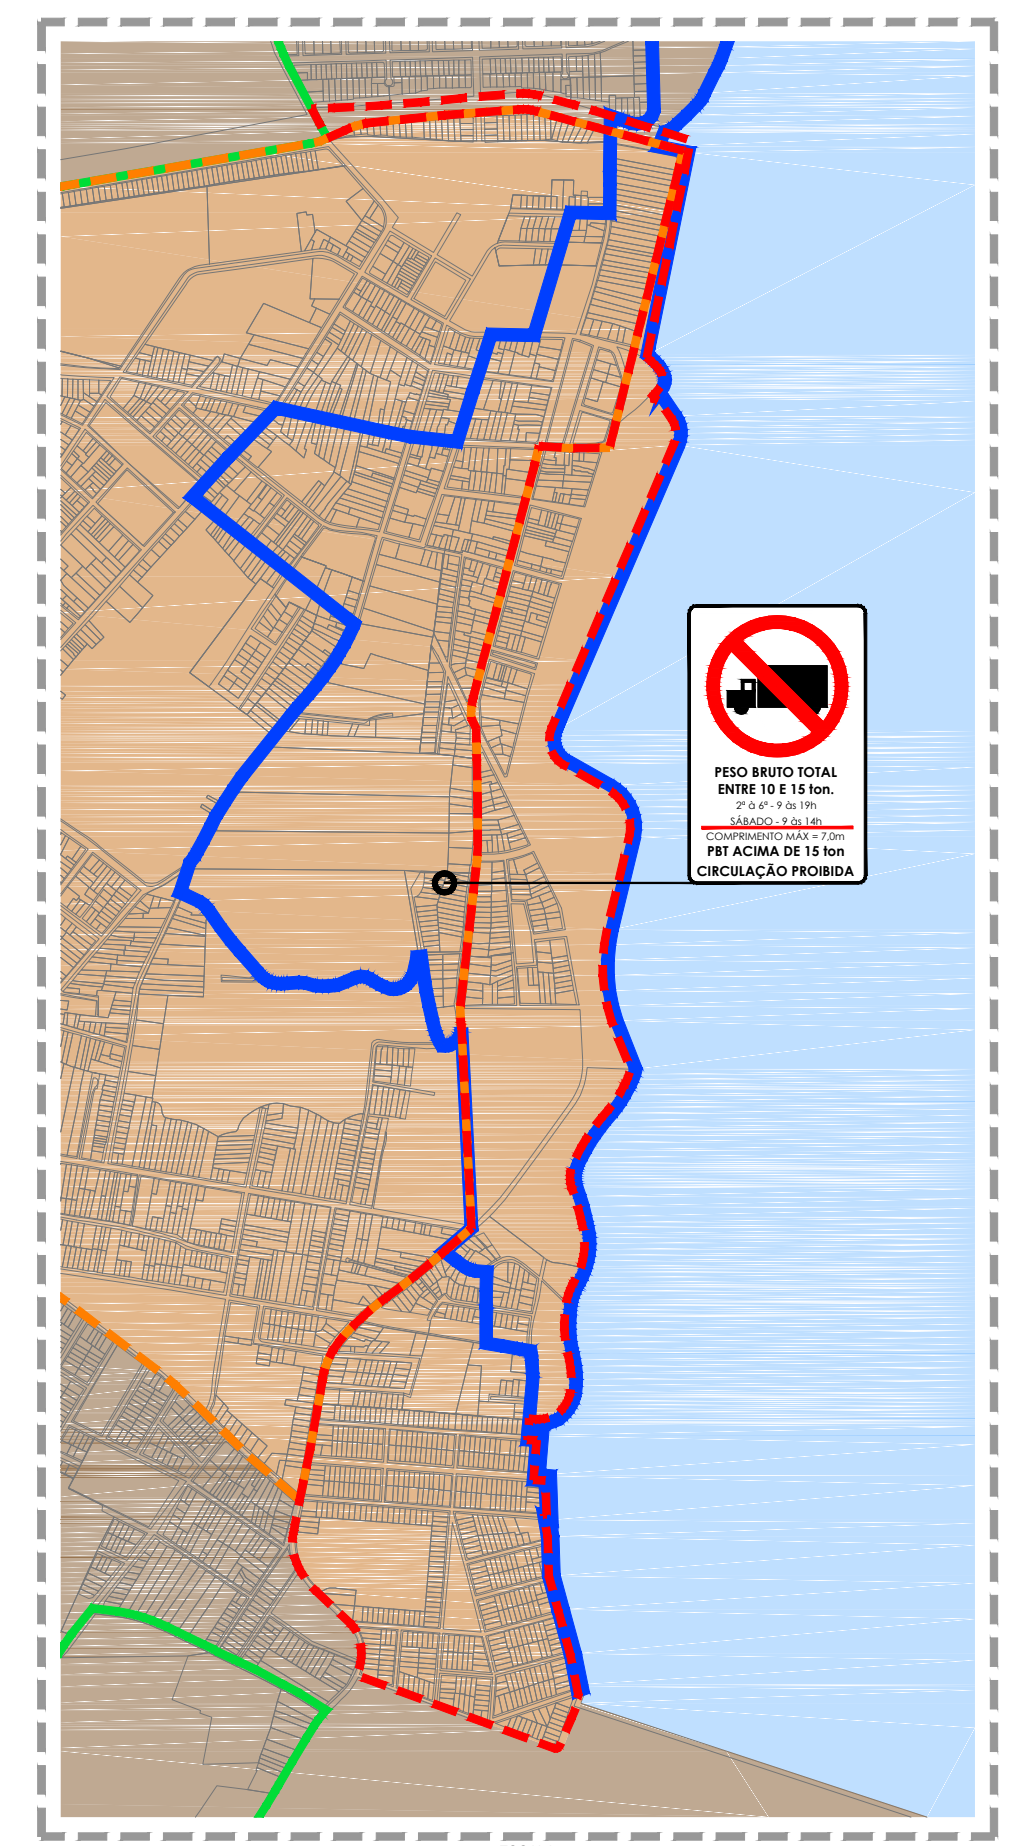 PESO BRUTO TOTAL
ENTRE 10 E 15 ton.
2ª à 6ª - 9 às 19h
SÁBADO - 9 às 14h
COMPRIMENTO MÁX = 7,0m
PBT ACIMA DE 15 ton
CIRCULAÇÃO PROIBIDA